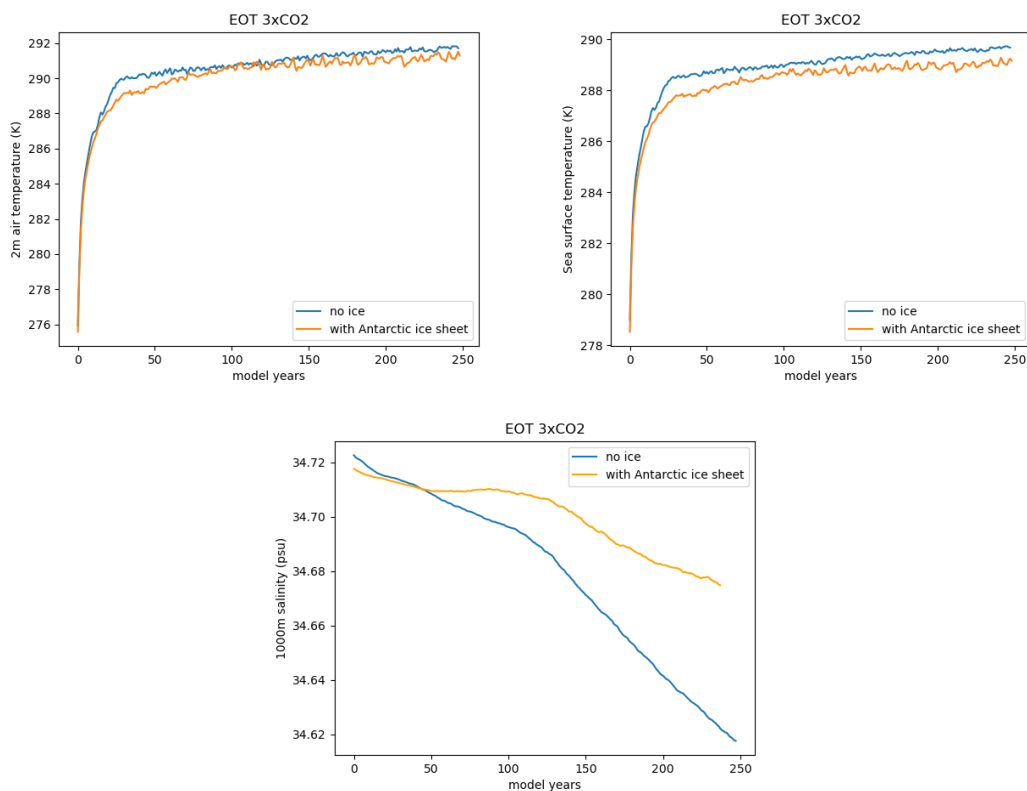 EOT 3xCO2
292
290
288
286
284
282
280
278
276
2m air temperature (K)
no ice
with Antarctic ice sheet
0
50
100
150
200
250
model years
EOT 3xCO2
290
288
286
284
282
280
278
Sea surface temperature (K)
no ice
with Antarctic ice sheet
0
50
100
150
200
250
model years
EOT 3xCO2
34.72
34.70
34.68
34.66
34.64
34.62
1000m salinity (psu)
no ice
with Antarctic ice sheet
0
50
100
150
200
250
model years